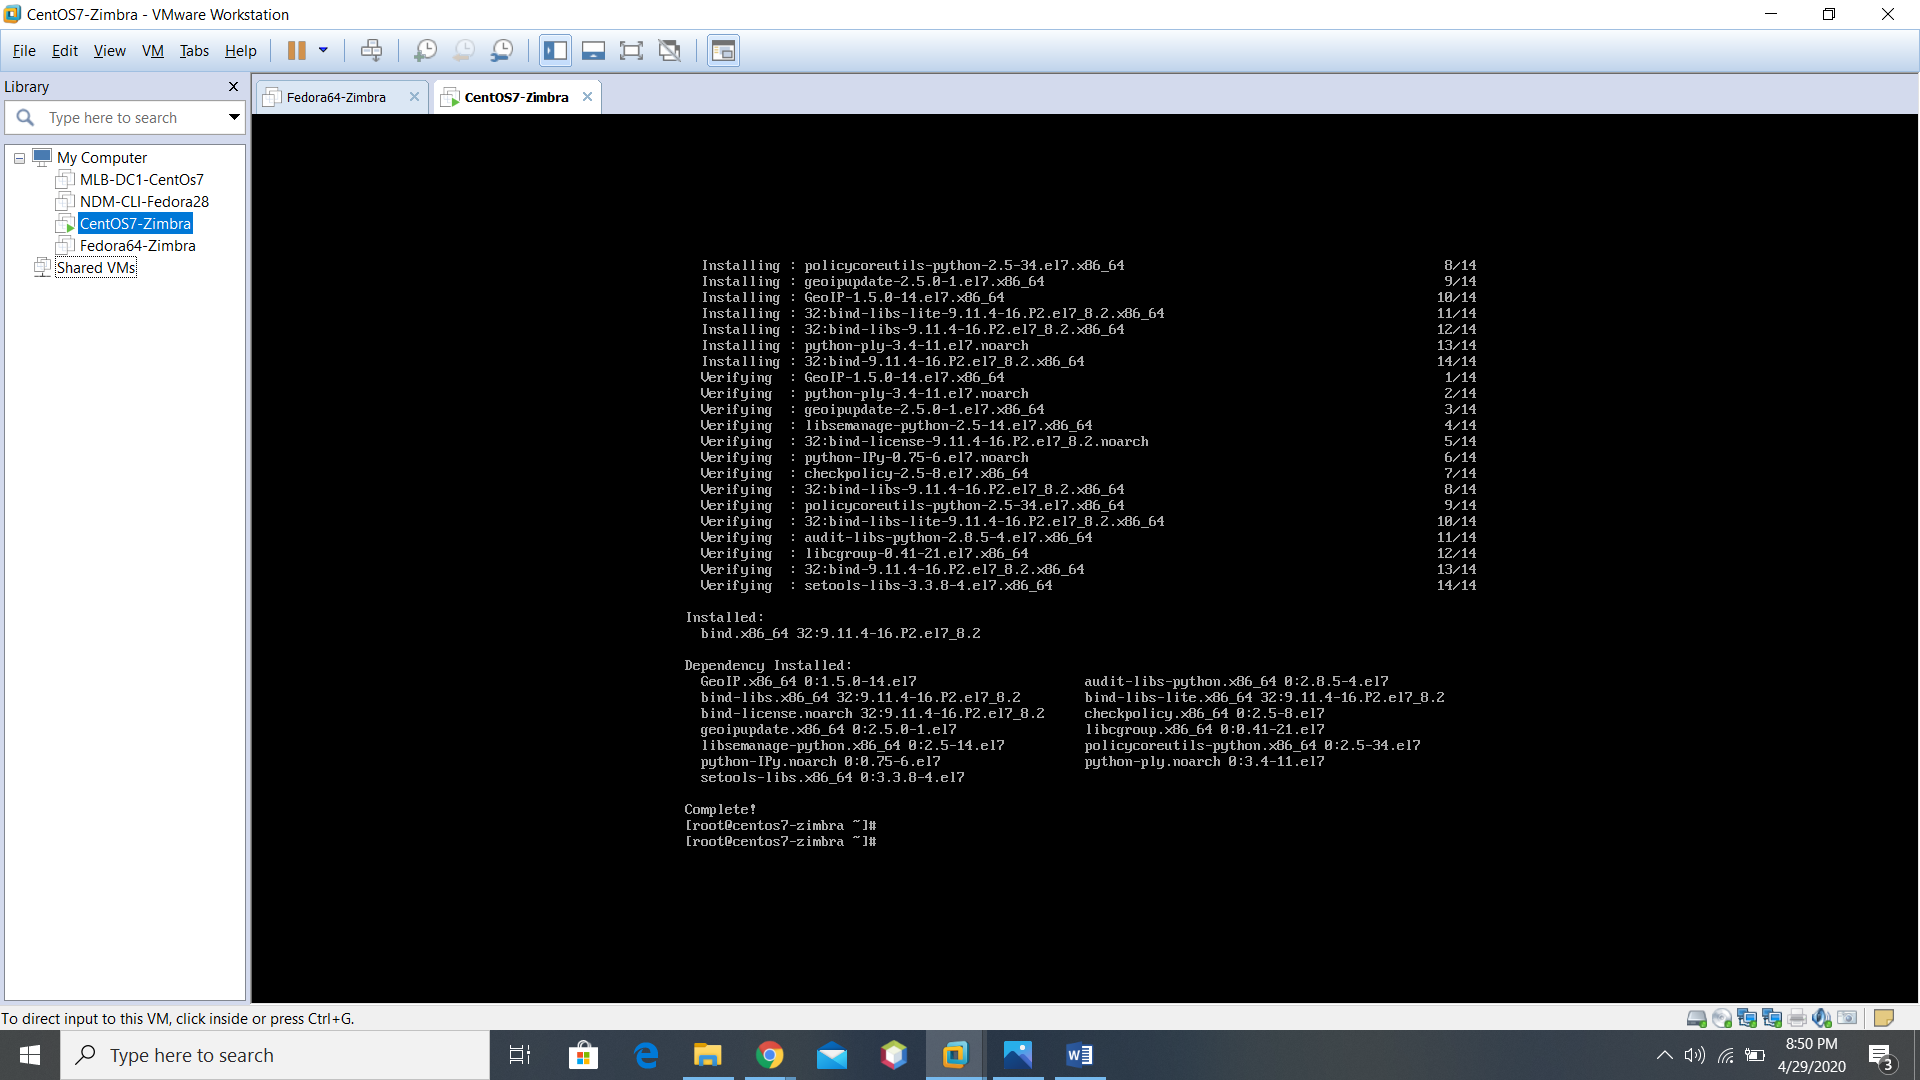 CentOS7-Zimbra - VMware Workstation
File Edit View VM Tabs Help
Library
Type here to search
My Computer
MLB-DC1-CentOs7
NDM-CLI-Fedora28
CentOS7-Zimbra
Fedora64-Zimbra
Shared VMs
Fedora64-Zimbra
CentOS7-Zimbra
Installing : policycoreutils-python-2.5-34.el7.x86_64 8/14
Installing : geoipupdate-2.5.0-1.el7.x86_64 9/14
Installing : GeoIP-1.5.0-14.el7.x86_64 10/14
Installing : 32:bind-libs-lite-9.11.4-16.P2.el7_8.2.x86_64 11/14
Installing : 32:bind-libs-9.11.4-16.P2.el7_8.2.x86_64 12/14
Installing : python-ply-3.4-11.el7.noarch 13/14
Installing : 32:bind-9.11.4-16.P2.el7_8.2.x86_64 14/14
Verifying : GeoIP-1.5.0-14.el7.x86_64 1/14
Verifying : python-ply-3.4-11.el7.noarch 2/14
Verifying : geoipupdate-2.5.0-1.el7.x86_64 3/14
Verifying : libsemanage-python-2.5-14.el7.x86_64 4/14
Verifying : 32:bind-license-9.11.4-16.P2.el7_8.2.noarch 5/14
Verifying : python-IPy-0.75-6.el7.noarch 6/14
Verifying : checkpolicy-2.5-8.el7.x86_64 7/14
Verifying : 32:bind-libs-9.11.4-16.P2.el7_8.2.x86_64 8/14
Verifying : policycoreutils-python-2.5-34.el7.x86_64 9/14
Verifying : 32:bind-libs-lite-9.11.4-16.P2.el7_8.2.x86_64 10/14
Verifying : audit-libs-python-2.8.5-4.el7.x86_64 11/14
Verifying : libcgroup-0.41-21.el7.x86_64 12/14
Verifying : 32:bind-9.11.4-16.P2.el7_8.2.x86_64 13/14
Verifying : setools-libs-3.3.8-4.el7.x86_64 14/14
Installed:
bind.x86_64 32:9.11.4-16.P2.el7_8.2
Dependency Installed:
GeoIP.x86_64 0:1.5.0-14.el7 audit-libs-python.x86_64 0:2.8.5-4.el7
bind-libs.x86_64 32:9.11.4-16.P2.el7_8.2 bind-libs-lite.x86_64 32:9.11.4-16.P2.el7_8.2
bind-license.noarch 32:9.11.4-16.P2.el7_8.2 checkpolicy.x86_64 0:2.5-8.el7
geoipupdate.x86_64 0:2.5.0-1.el7 libcgroup.x86_64 0:0.41-21.el7
libsemanage-python.x86_64 0:2.5-14.el7 policycoreutils-python.x86_64 0:2.5-34.el7
python-IPy.noarch 0:0.75-6.el7 python-ply.noarch 0:3.4-11.el7
setools-libs.x86_64 0:3.3.8-4.el7
Complete!
[root@centos7-zimbra ~]#
[root@centos7-zimbra ~]#
To direct input to this VM, click inside or press Ctrl+G.
Type here to search
8:50 PM
4/29/2020
3